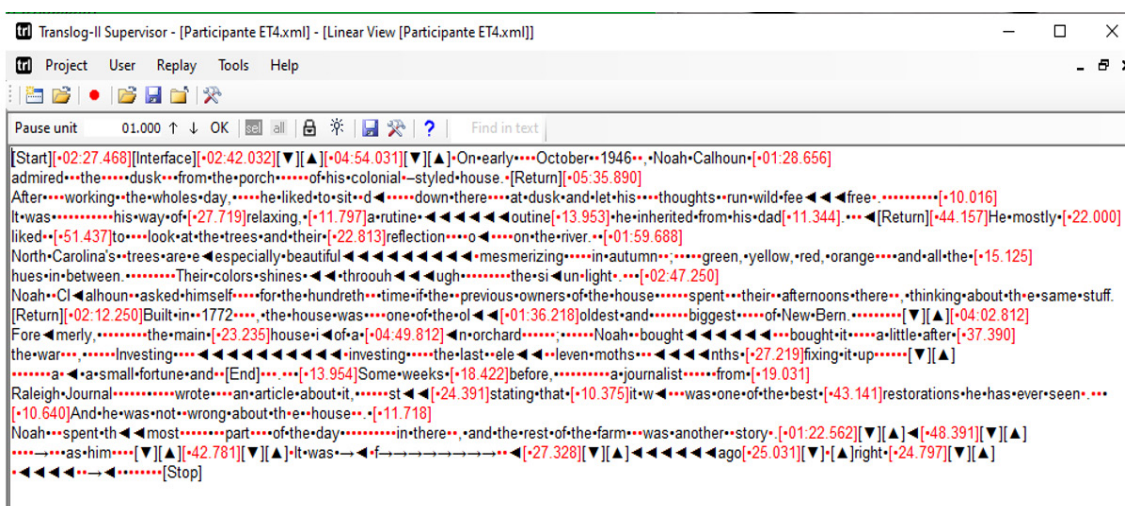 Translog-II Supervisor - [Participante ET4.xml] - [Linear View [Participante ET4.xml]]
Project User Replay Tools Help
Pause unit 01.000 ↑ ↓ OK sel all ? Find in text
[Start][•02:27.468][Interface][•02:42.032][▼][▲][•04:54.031][▼][▲]•On•early••••October••1946••,•Noah•Calhoun•[•01:28.656]
admired•••the•••••dusk•••from•the•porch••••••of•his•colonial•–styled•house.•[Return][•05:35.890]
After••••working••the•wholes•day,•••••he•liked•to•sit••d◄•••••down•there••••at•dusk•and•let•his••••thoughts••run•wild•fee◄◄◄free•.••••••••••[•10.016]
It•was•••••••••••his•way•of•[•27.719]relaxing,•[•11.797]a•rutine•◄◄◄◄◄◄outine[•13.953]•he•inherited•from•his•dad[•11.344].•••◄[Return][•44.157]He•mostly•[•22.000]
liked••[•51.437]to••••look•at•the•trees•and•their•[•22.813]reflection••••o◄••••on•the•river.••[•01:59.688]
North•Carolina's••trees•are•e◄especially•beautiful◄◄◄◄◄◄◄◄◄•mesmerizing•••••in•autumn••;•••••green,•yellow,•red,•orange••••and•all•the•[•15.125]
hues•in•between.•••••••••Their•colors•shines•◄◄•throouh◄◄◄ugh•••••••••the•si◄un•light•.•••[•02:47.250]
Noah••Cl◄alhoun••asked•himself•••••for•the•hundreth•••time•if•the••previous•owners•of•the•house••••••spent•••their••afternoons•there••,•thinking•about•th•e•same•stuff.
[Return][•02:12.250]Built•in••1772••••,•the•house•was••••one•of•the•ol◄◄[•01:36.218]oldest•and•••••••biggest•••••of•New•Bern.•••••••••[▼][▲][•04:02.812]
Fore◄merly,•••••••••the•main•[•23.235]house•i◄of•a•[•04:49.812]◄n•orchard••••••;•••••Noah••bought◄◄◄◄◄◄•••bought•it•••••a•little•after•[•37.390]
the•war•••,••••••Investing••••◄◄◄◄◄◄◄◄◄◄•investing•••••the•last••ele◄◄••leven•moths•••◄◄◄◄nths•[•27.219]fixing•it•up••••••[▼][▲]
•••••••a•◄•a•small•fortune•and••[End]•••.•••[•13.954]Some•weeks•[•18.422]before,••••••••••a•journalist••••••from•[•19.031]
Raleigh•Journal••••••••••wrote••••an•article•about•it,••••••st◄◄[•24.391]stating•that•[•10.375]it•w◄•••was•one•of•the•best•[•43.141]restorations•he•has•ever•seen•.•••
[•10.640]And•he•was•not••wrong•about•th•e••house••.•[•11.718]
Noah•••spent•th◄◄most•••••••••part••••of•the•day••••••••••in•there••,•and•the•rest•of•the•farm•••was•another••story•.[•01:22.562][▼][▲]◄[•48.391][▼][▲]
••••→•••as•him••••[▼][▲][•42.781][▼][▲]•It•was•→◄•f→→→→→→→→→••◄[•27.328][▼][▲]◄◄◄◄◄◄ago[•25.031][▼]•[▲]right•[•24.797][▼][▲]
•◄◄◄◄••→◄••••••••[Stop]